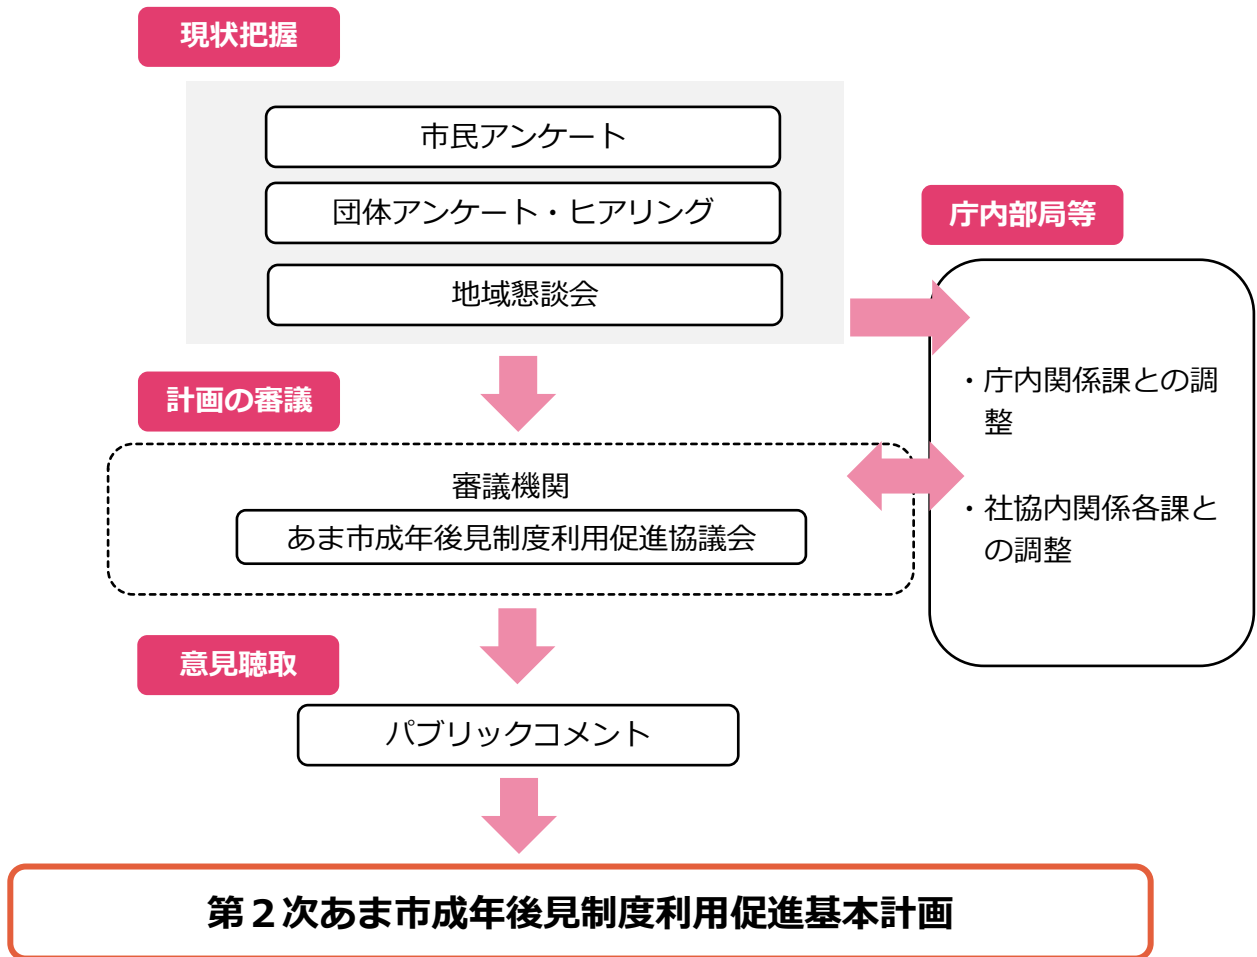 現状把握
市民アンケート
団体アンケート・ヒアリング
地域懇談会
庁内部局等
・庁内関係課との調
整
・社協内関係各課と
の調整
計画の審議
審議機関
あま市成年後見制度利用促進協議会
意見聴取
パブリックコメント
第２次あま市成年後見制度利用促進基本計画